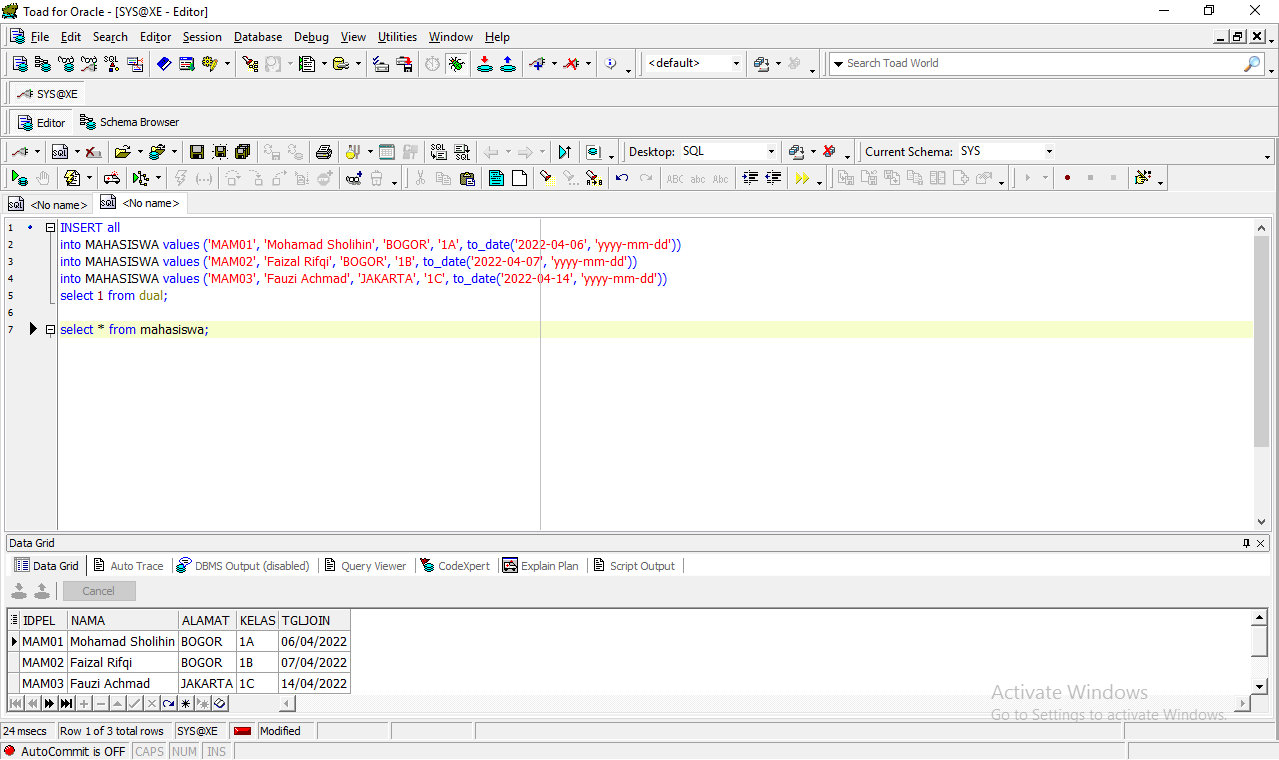 Toad for Oracle - [SYS@XE - Editor]
File Edit Search Editor Session Database Debug View Utilities Window Help
<default> Search Toad World
SYS@XE
Editor Schema Browser
Desktop: SQL Current Schema: SYS
<No name> <No name>
1 INSERT all
2 into MAHASISWA values ('MAM01', 'Mohamad Sholihin', 'BOGOR', '1A', to_date('2022-04-06', 'yyyy-mm-dd'))
3 into MAHASISWA values ('MAM02', 'Faizal Rifqi', 'BOGOR', '1B', to_date('2022-04-07', 'yyyy-mm-dd'))
4 into MAHASISWA values ('MAM03', 'Fauzi Achmad', 'JAKARTA', '1C', to_date('2022-04-14', 'yyyy-mm-dd'))
5 select 1 from dual;
6
7 select * from mahasiswa;
Data Grid
Data Grid Auto Trace DBMS Output (disabled) Query Viewer CodeXpert Explain Plan Script Output
Cancel
IDPEL NAMA ALAMAT KELAS TGLJOIN
MAM01 Mohamad Sholihin BOGOR 1A 06/04/2022
MAM02 Faizal Rifqi BOGOR 1B 07/04/2022
MAM03 Fauzi Achmad JAKARTA 1C 14/04/2022
Activate Windows
Go to Settings to activate Windows.
24 msecs Row 1 of 3 total rows SYS@XE Modified
AutoCommit is OFF CAPS NUM INS